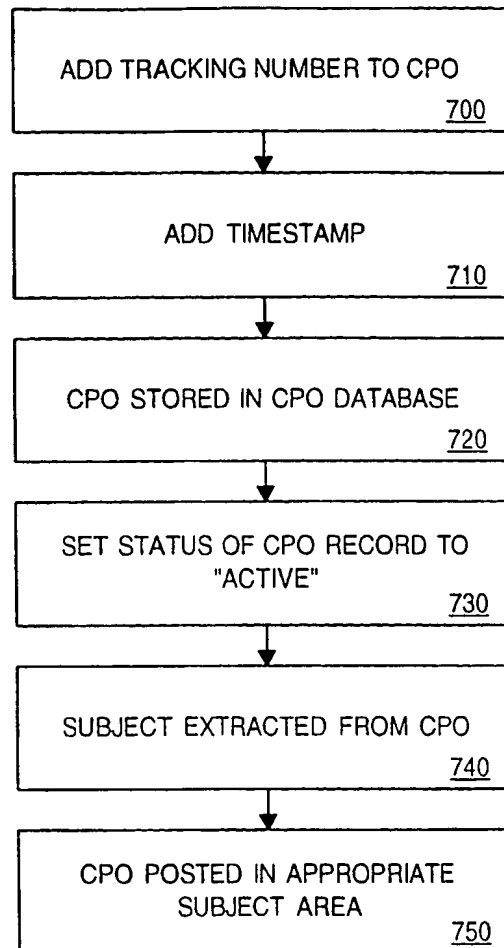 ADD TRACKING NUMBER TO CPO
700
ADD TIMESTAMP
710
CPO STORED IN CPO DATABASE
720
SET STATUS OF CPO RECORD TO
"ACTIVE"
730
SUBJECT EXTRACTED FROM CPO
740
CPO POSTED IN APPROPRIATE
SUBJECT AREA
750